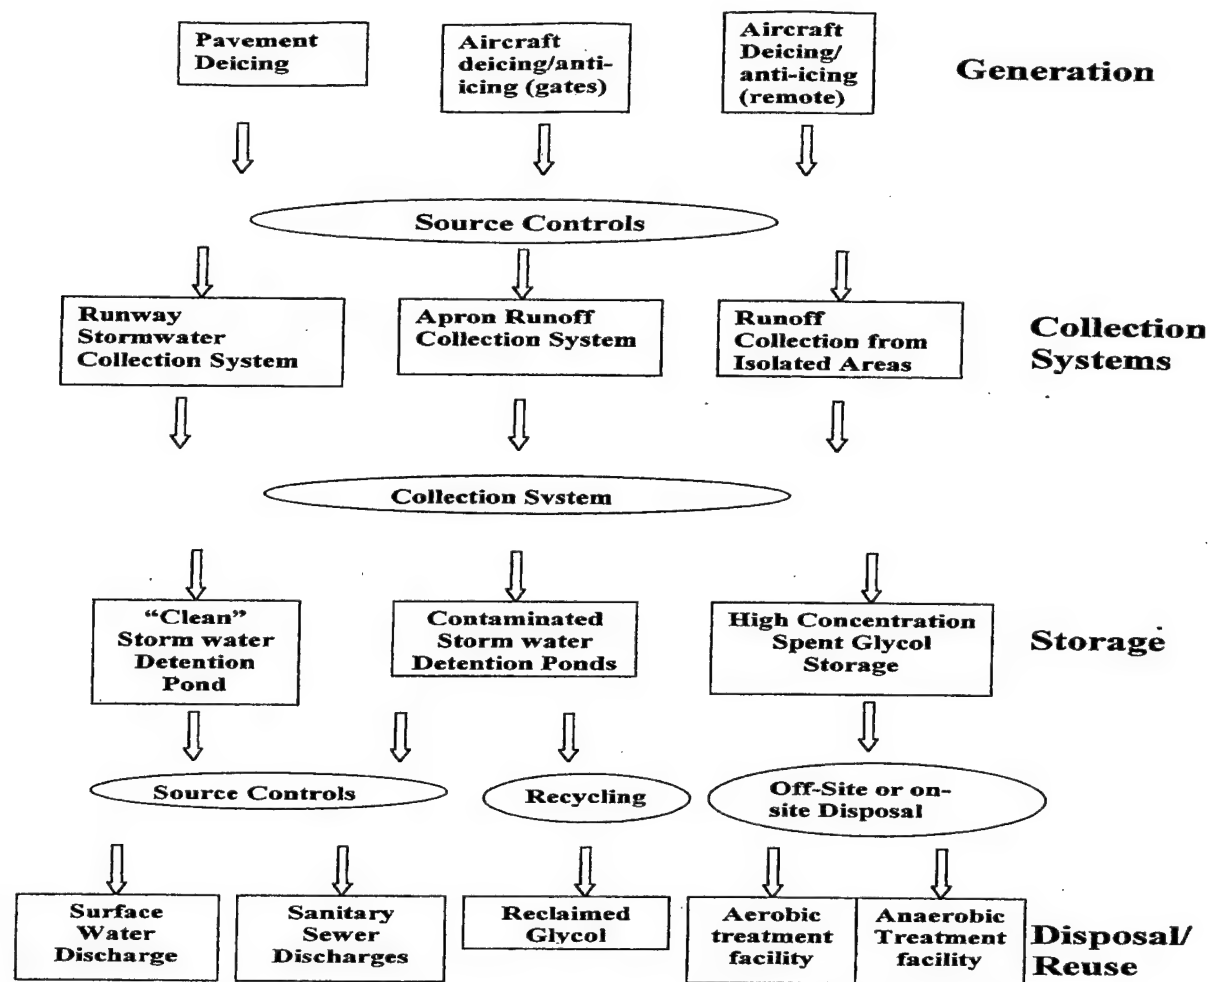 Pavement
Deicing
Aircraft
deicing/anti-
icing (gates)
Aircraft
Deicing/
anti-icing
(remote)
Generation
Source Controls
Runway
Stormwater
Collection System
Apron Runoff
Collection System
Runoff
Collection from
Isolated Areas
Collection
Systems
Collection Svstem
“Clean”
Storm water
Detention
Pond
Contaminated
Storm water
Detention Ponds
High Concentration
Spent Glycol
Storage
Storage
Source Controls
Recycling
Off-Site or on-
site Disposal
Surface
Water
Discharge
Sanitary
Sewer
Discharges
Reclaimed
Glycol
Aerobic
treatment
facility
Anaerobic
Treatment
facility
Disposal/
Reuse